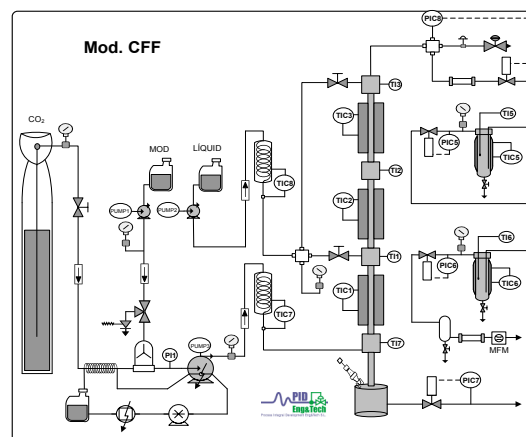 PIC8
Mod. CFF
TI3
CO₂
TIC3
TI5
MOD
LÍQUID
PIC5
TIC5
TIC8
TI2
PUMP1
PUMP2
TIC2
TI6
TI1
PIC6
TIC6
TIC1
TIC7
PUMP3
PI1
TI7
MFM
PID
Eng&Tech
PIC7